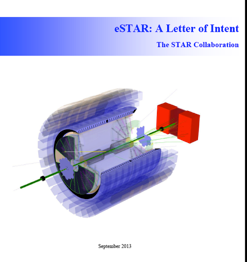 eSTAR: A Letter of Intent
The STAR Collaboration
September 2013